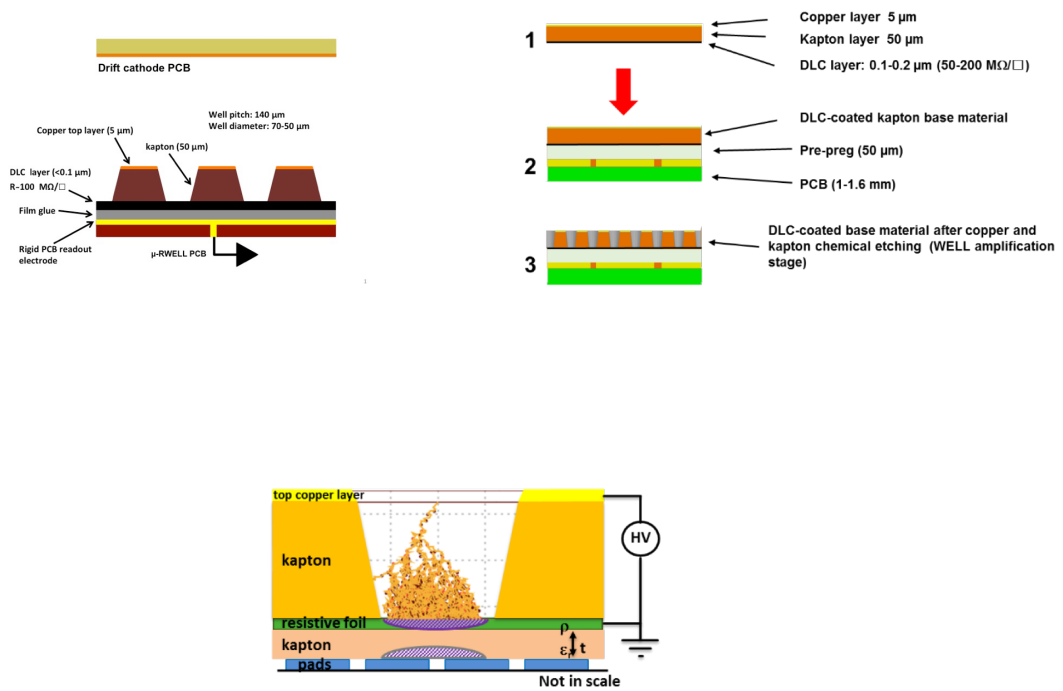 Drift cathode PCB
Well pitch: 140 µm
Well diameter: 70-50 µm
Copper top layer (5 µm)
kapton (50 µm)
DLC layer (<0.1 µm)
R~100 MΩ/□
Film glue
Rigid PCB readout
electrode
µ-RWELL PCB
1
Copper layer 5 µm
Kapton layer 50 µm
DLC layer: 0.1-0.2 µm (50-200 MΩ/□)
2
DLC-coated kapton base material
Pre-preg (50 µm)
PCB (1-1.6 mm)
3
DLC-coated base material after copper and
kapton chemical etching (WELL amplification
stage)
top copper layer
HV
kapton
resistive foil
ρ
kapton
εr t
pads
Not in scale